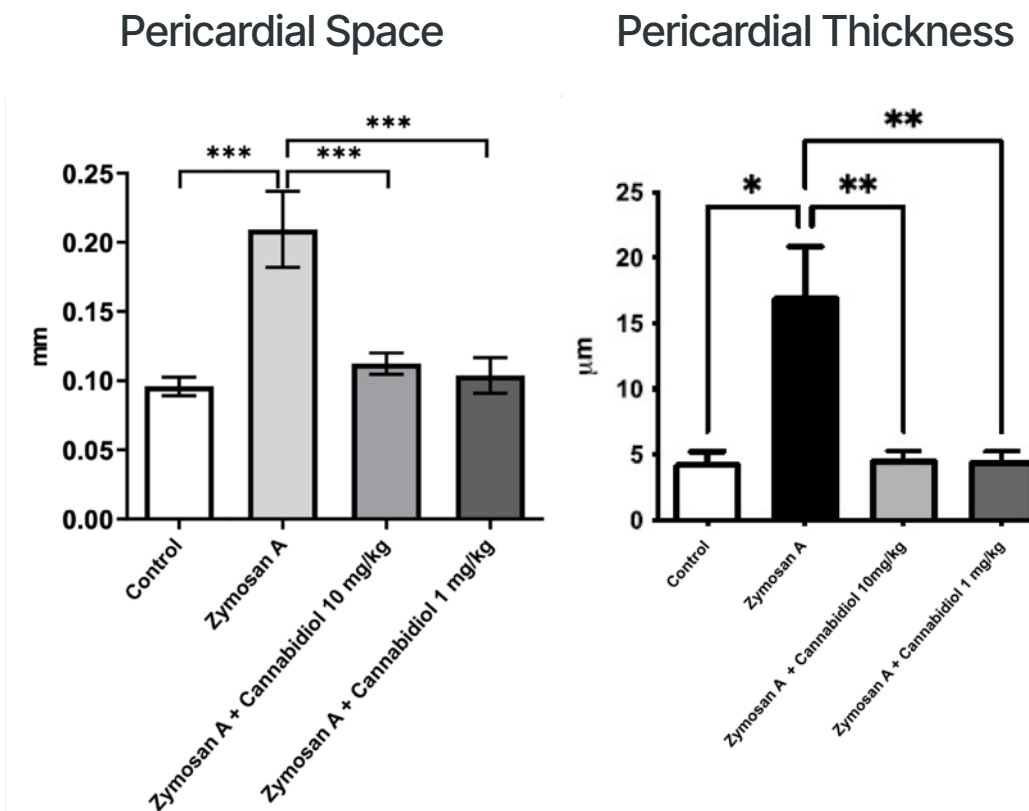 Pericardial Space
***
*** ***
0.25
0.20
0.15
0.10
0.05
0.00
mm
Control
Zymosan A
Zymosan A + Cannabidiol 10 mg/kg
Zymosan A + Cannabidiol 1 mg/kg
Pericardial Thickness
**
* **
25
20
15
10
5
0
μm
Control
Zymosan A
Zymosan A + Cannabidiol 10mg/kg
Zymosan A + Cannabidiol 1 mg/kg